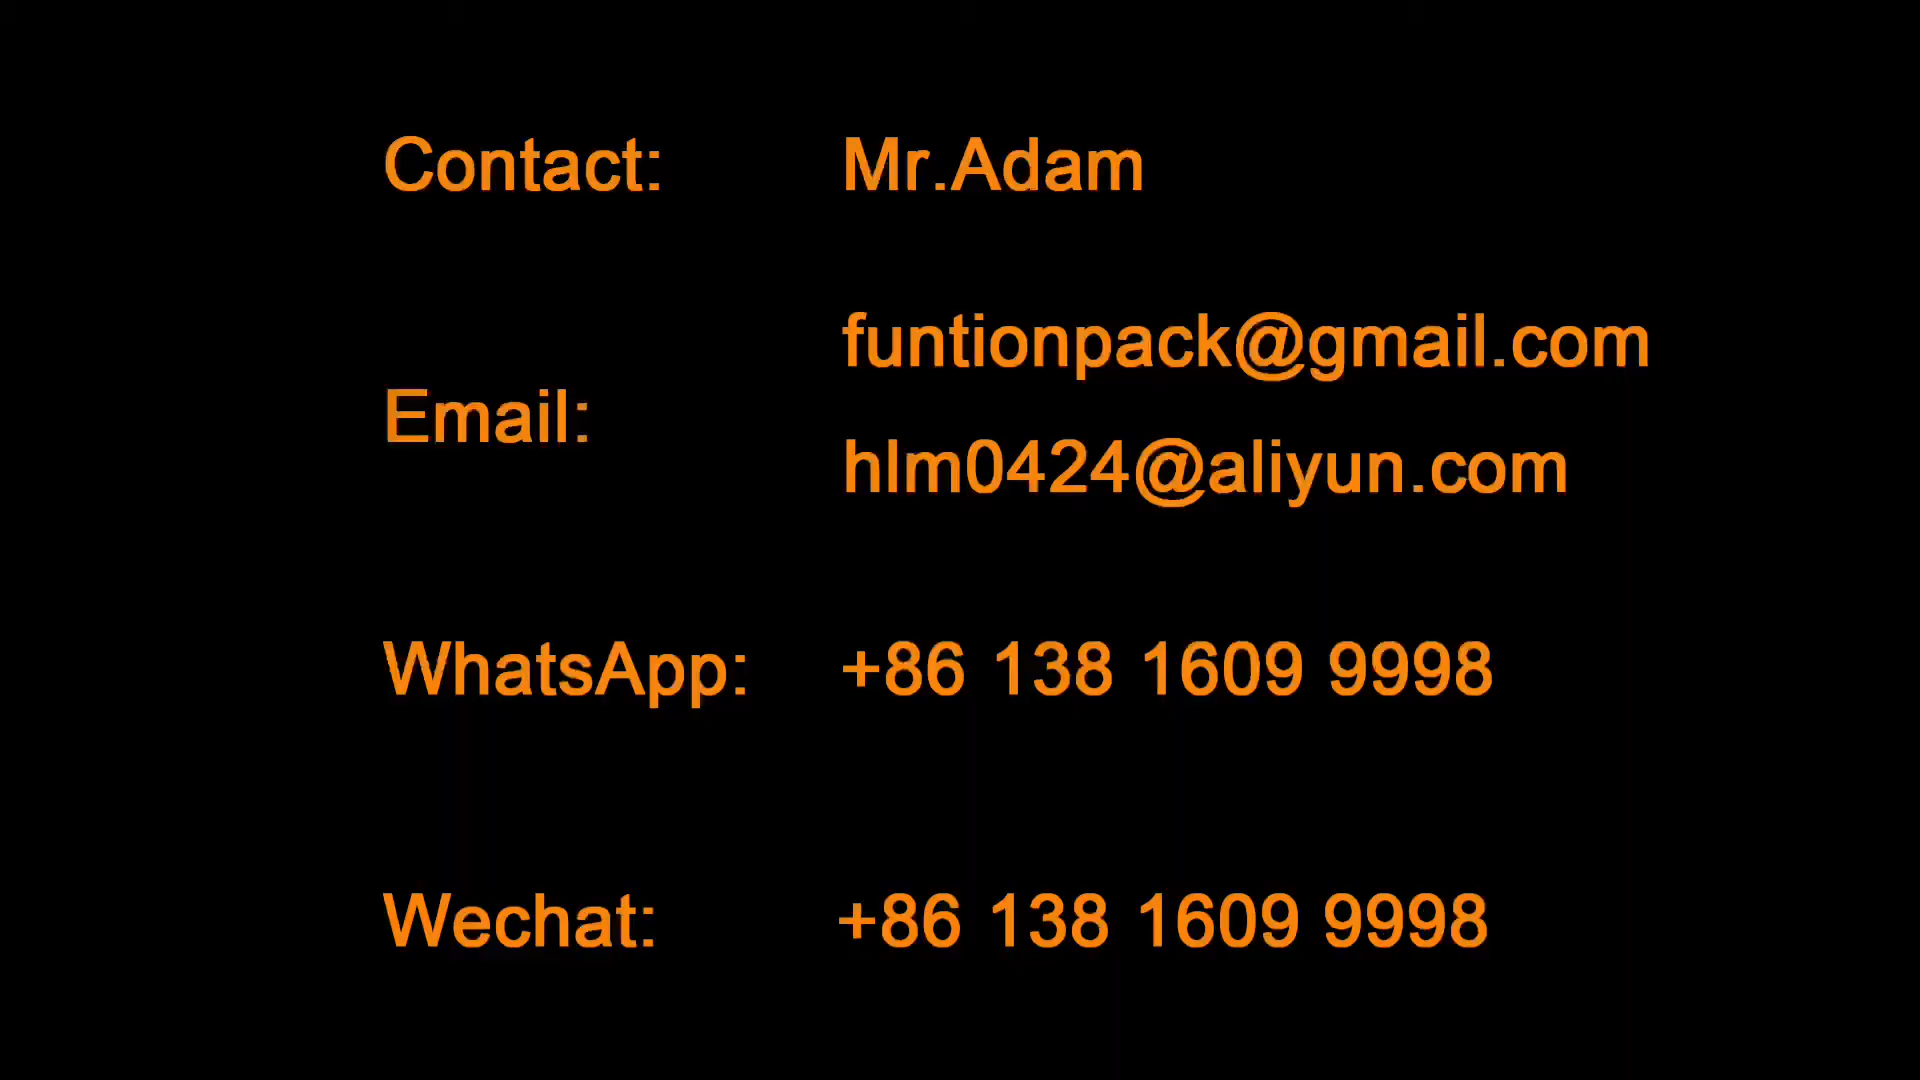 Contact: Mr.Adam
Email: funtionpack@gmail.com
hlm0424@aliyun.com
WhatsApp: +86 138 1609 9998
Wechat: +86 138 1609 9998